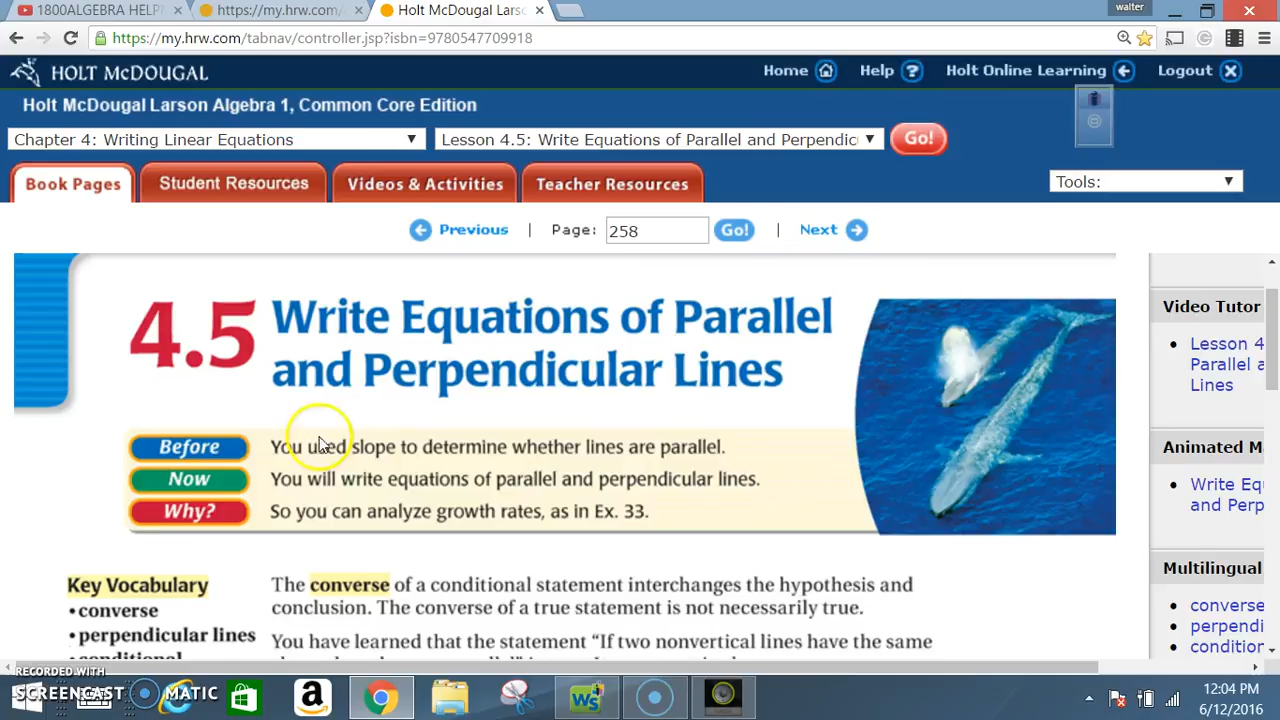 1800ALGEBRA HELP
https://my.hrw.com/
Holt McDougal Lars
walter
https://my.hrw.com/tabnav/controller.jsp?isbn=9780547709918
HOLT McDOUGAL
Home
Help
Holt Online Learning
Logout
Holt McDougal Larson Algebra 1, Common Core Edition
Chapter 4: Writing Linear Equations
Lesson 4.5: Write Equations of Parallel and Perpendic
Go!
Book Pages
Student Resources
Videos & Activities
Teacher Resources
Tools:
Previous | Page: 258 Go! | Next
4.5 Write Equations of Parallel
and Perpendicular Lines
Before You used slope to determine whether lines are parallel.
Now You will write equations of parallel and perpendicular lines.
Why? So you can analyze growth rates, as in Ex. 33.
Key Vocabulary
• converse
• perpendicular lines
• conditional
The converse of a conditional statement interchanges the hypothesis and
conclusion. The converse of a true statement is not necessarily true.
You have learned that the statement “If two nonvertical lines have the same
Video Tutor
• Lesson 4
Parallel a
Lines
Animated M
• Write Eq
and Perp
Multilingual
• converse
• perpendi
• condition
RECORDED WITH
SCREENCAST MATIC
12:04 PM
6/12/2016